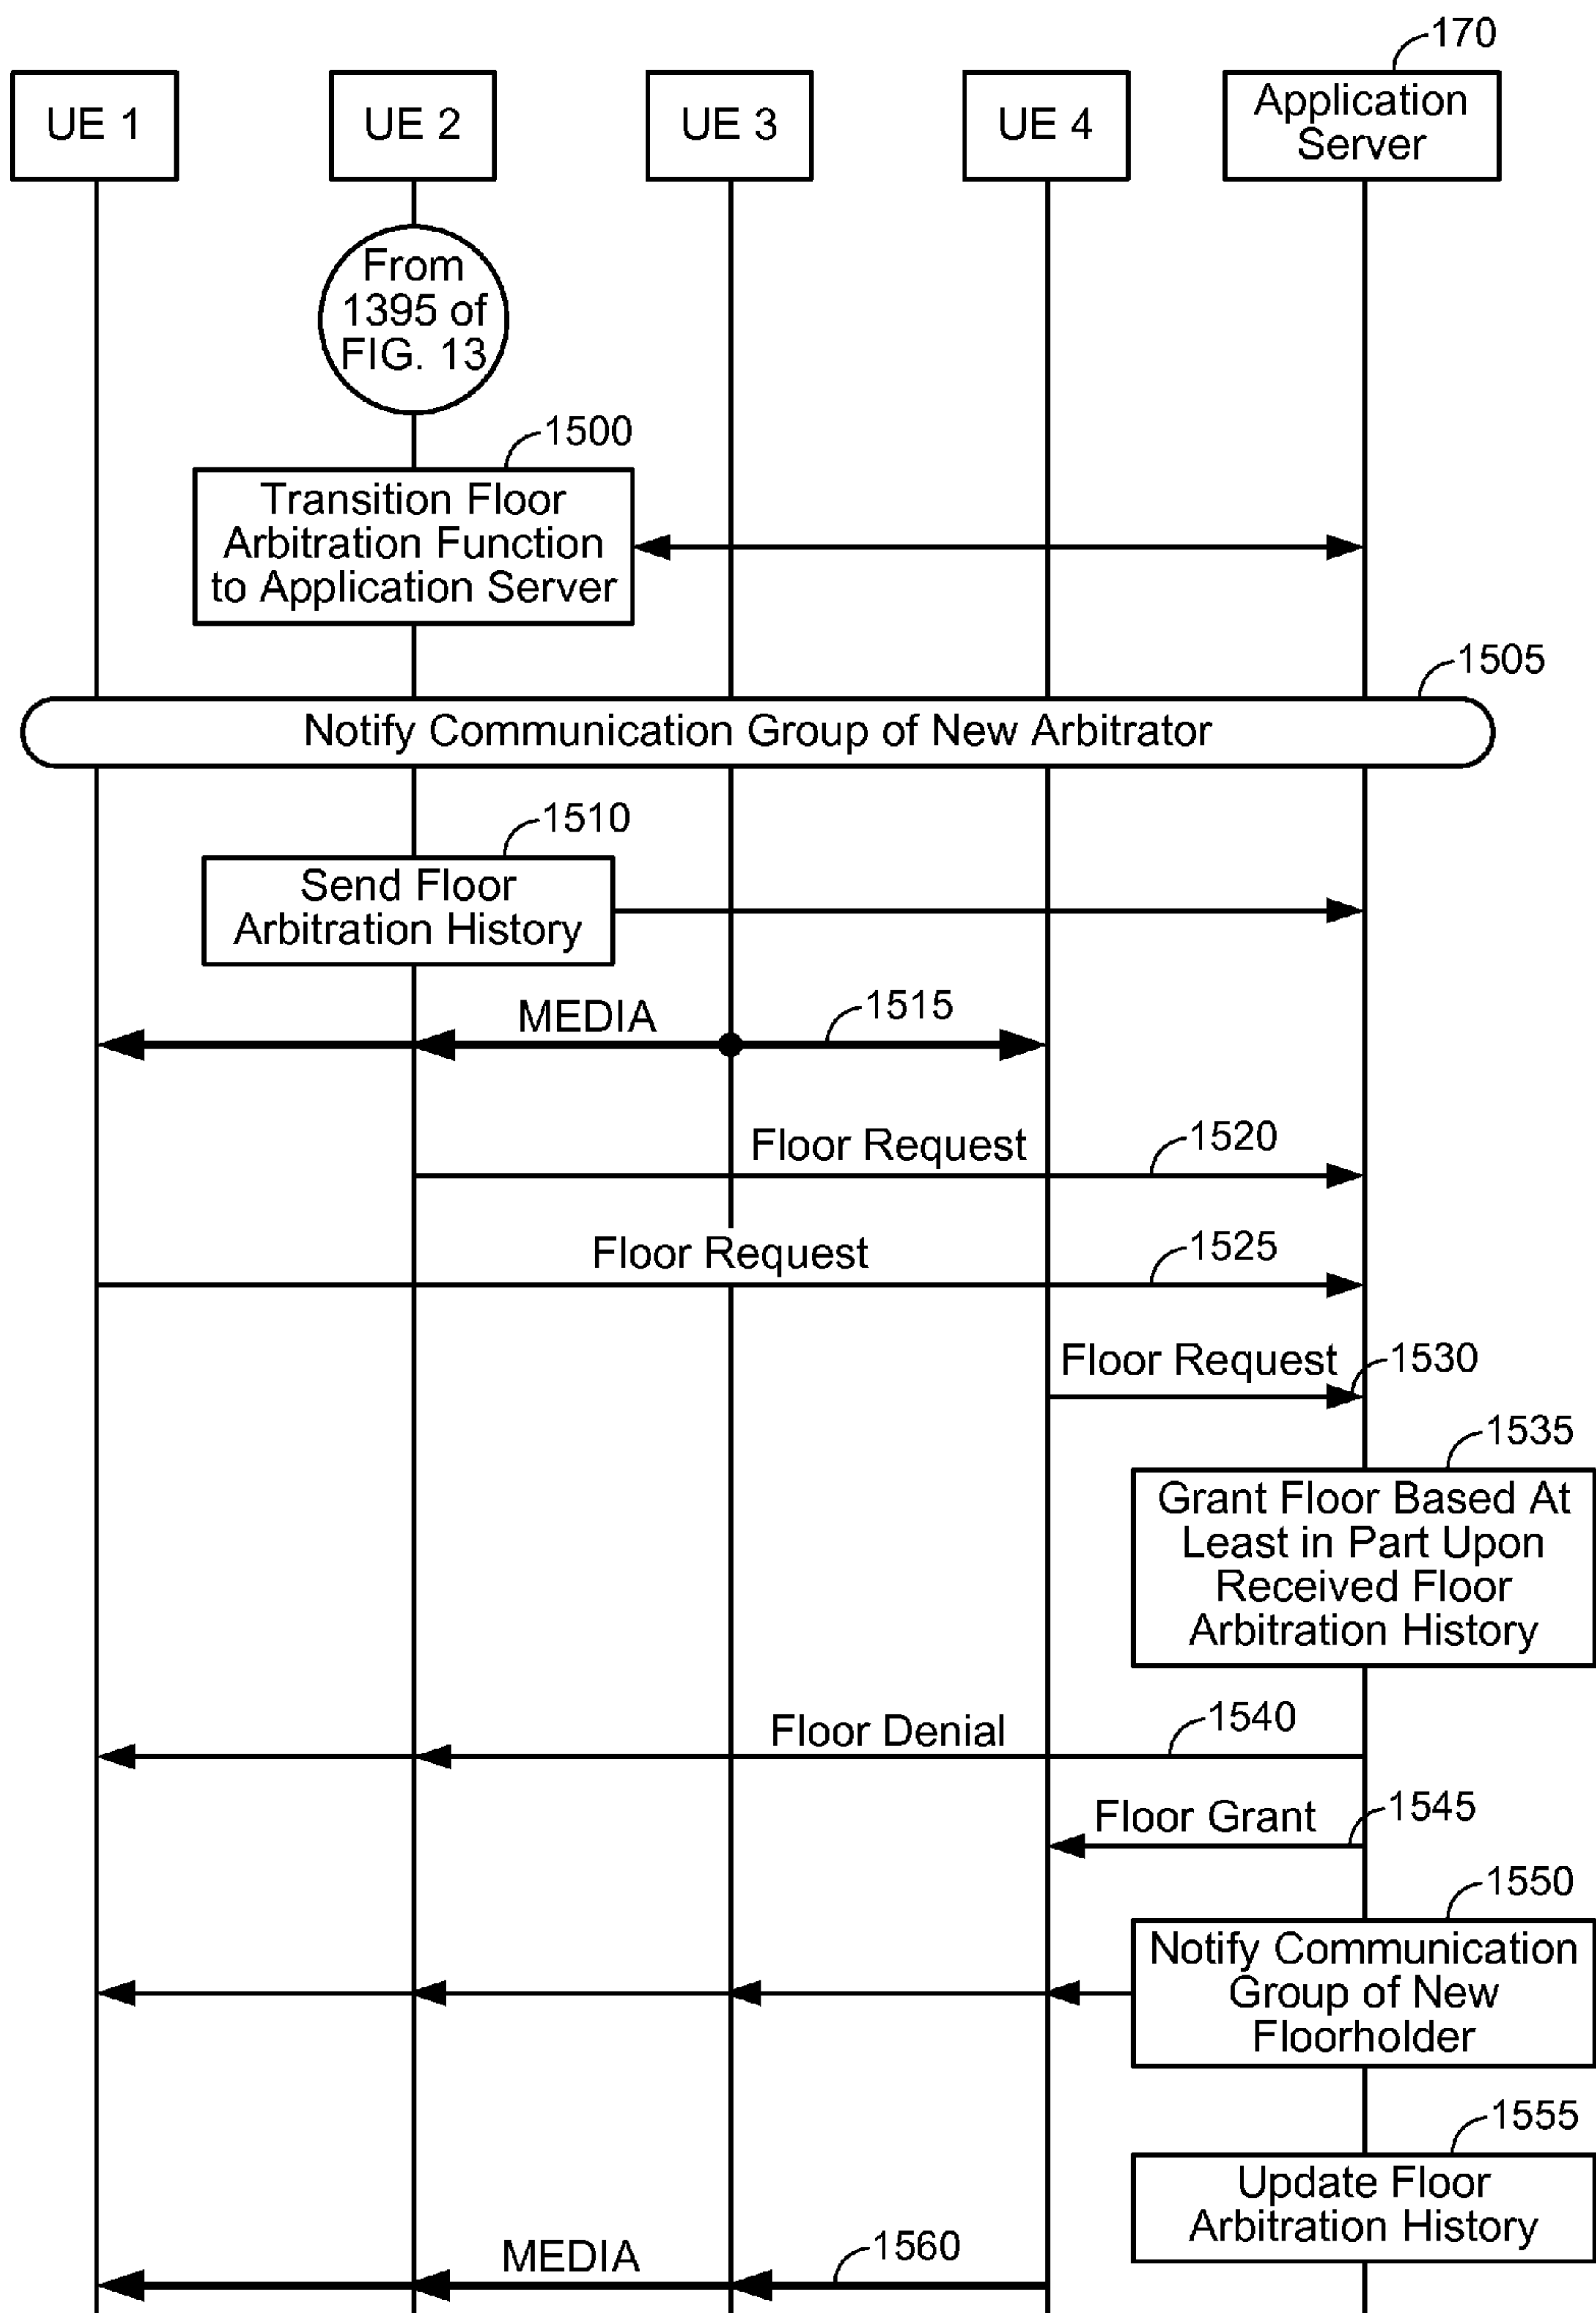 170
UE 1
UE 2
UE 3
UE 4
Application
Server
From
1395 of
FIG. 13
1500
Transition Floor
Arbitration Function
to Application Server
1505
Notify Communication Group of New Arbitrator
1510
Send Floor
Arbitration History
MEDIA
1515
Floor Request
1520
Floor Request
1525
Floor Request
1530
1535
Grant Floor Based At
Least in Part Upon
Received Floor
Arbitration History
Floor Denial
1540
Floor Grant
1545
1550
Notify Communication
Group of New
Floorholder
1555
Update Floor
Arbitration History
MEDIA
1560